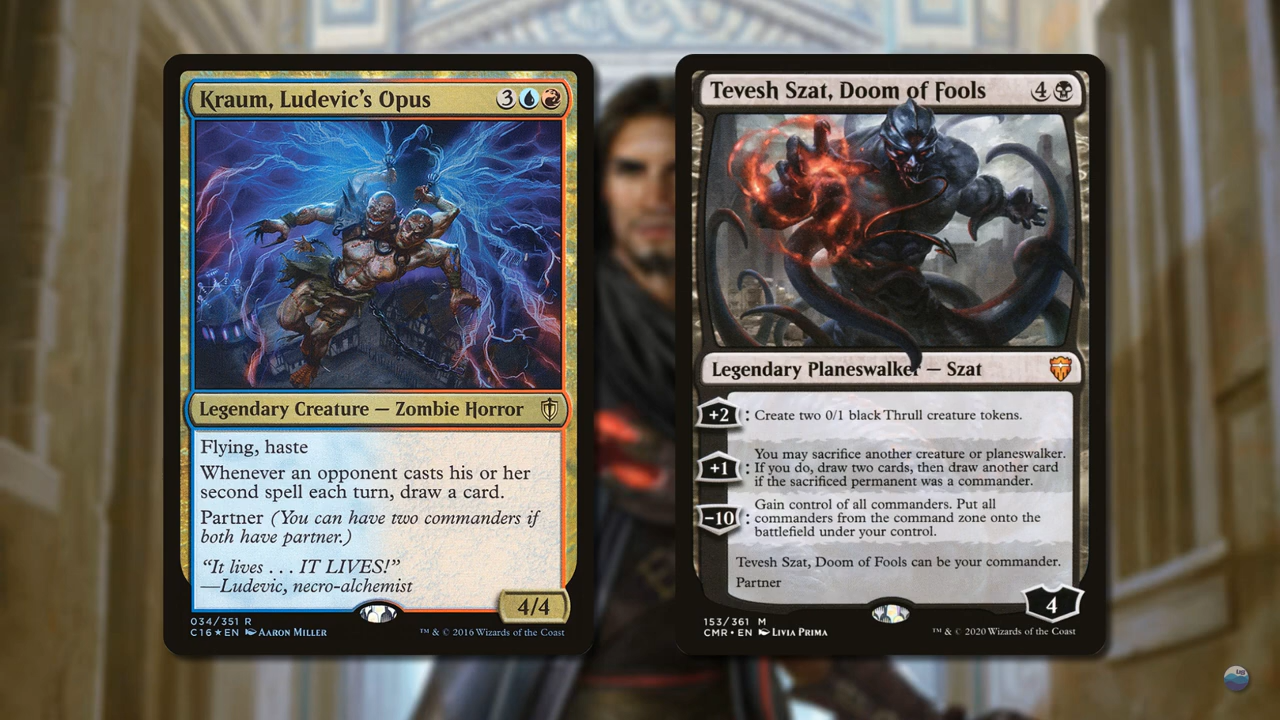 Kraum, Ludevic's Opus 3
Legendary Creature — Zombie Horror
Flying, haste
Whenever an opponent casts his or her
second spell each turn, draw a card.
Partner (You can have two commanders if
both have partner.)
"It lives . . . IT LIVES!"
—Ludevic, necro-alchemist
4/4
034/351 R
C16★EN AARON MILLER
™ & © 2016 Wizards of the Coast
Tevesh Szat, Doom of Fools 4
Legendary Planeswalker — Szat
+2 : Create two 0/1 black Thrull creature tokens.
You may sacrifice another creature or planeswalker.
+1 : If you do, draw two cards, then draw another card
if the sacrificed permanent was a commander.
Gain control of all commanders. Put all
−10 : commanders from the command zone onto the
battlefield under your control.
Tevesh Szat, Doom of Fools can be your commander.
Partner
4
153/361 M
CMR • EN LIVIA PRIMA
™ & © 2020 Wizards of the Coast